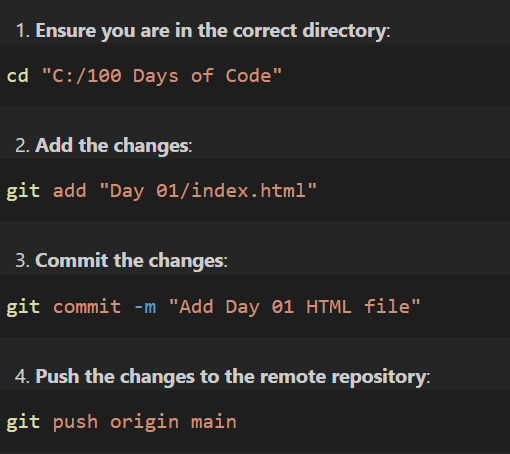 1. Ensure you are in the correct directory:
cd "C:/100 Days of Code"
2. Add the changes:
git add "Day 01/index.html"
3. Commit the changes:
git commit -m "Add Day 01 HTML file"
4. Push the changes to the remote repository:
git push origin main